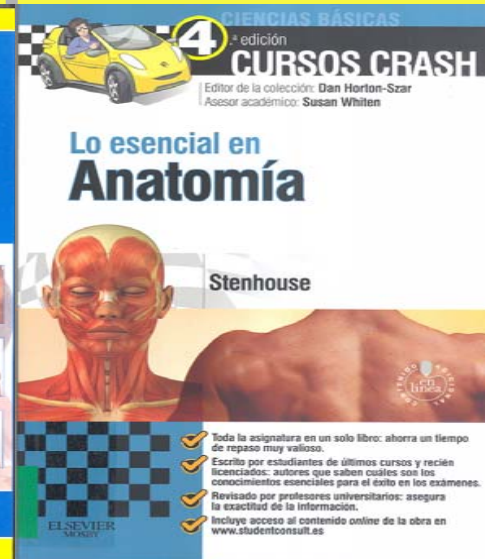 CIENCIAS BÁSICAS
4.ª edición
CURSOS CRASH
Editor de la colección: Dan Horton-Szar
Asesor académico: Susan Whiten
Lo esencial en
Anatomía
Stenhouse
CONTENIDO ADICIONAL
en
línea
Toda la asignatura en un solo libro: ahorra un tiempo
de repaso muy valioso.
Escrito por estudiantes de últimos cursos y recién
licenciados: autores que saben cuáles son los
conocimientos esenciales para el éxito en los exámenes.
Revisado por profesores universitarios: asegura
la exactitud de la información.
Incluye acceso al contenido online de la obra en
www.studentconsult.es
ELSEVIER
MOSBY